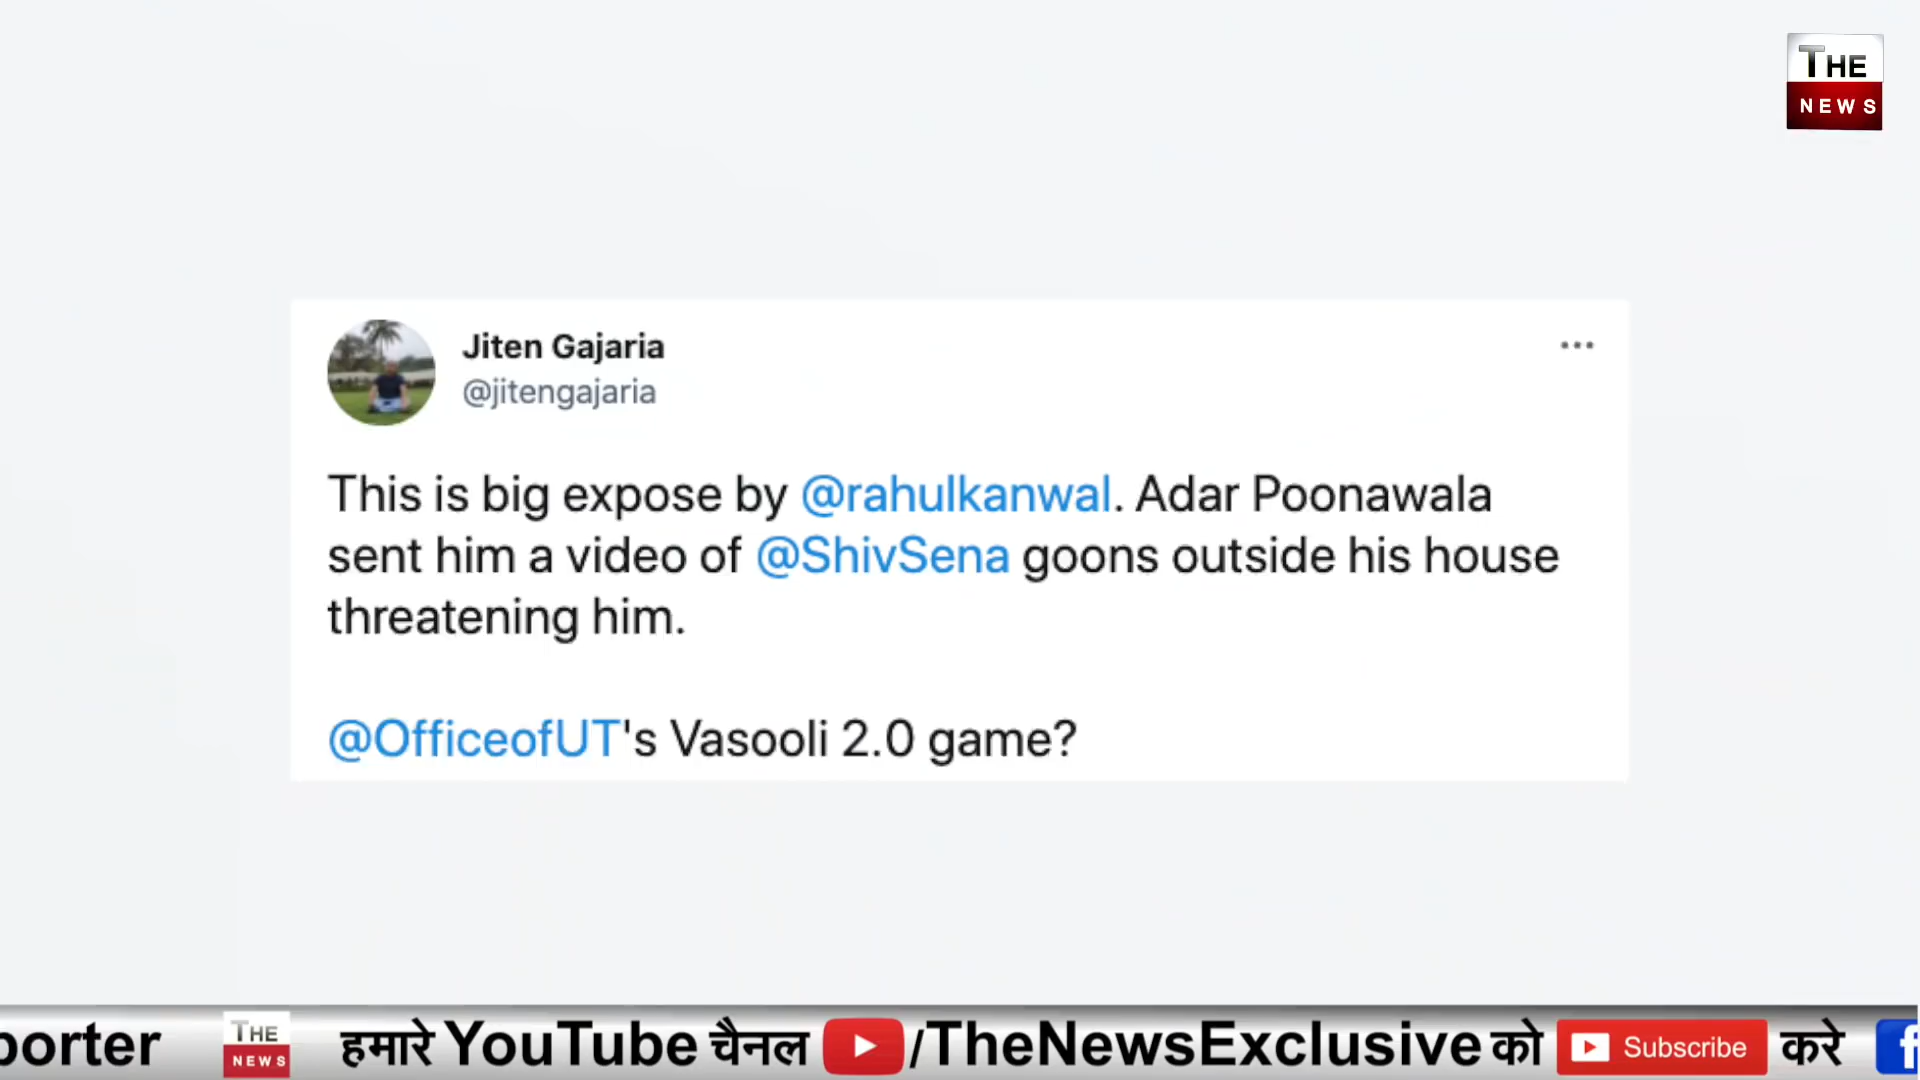 THE
NEWS
Jiten Gajaria
@jitengajaria
This is big expose by @rahulkanwal. Adar Poonawala
sent him a video of @ShivSena goons outside his house
threatening him.
@OfficeofUT's Vasooli 2.0 game?
porter THE NEWS हमारे YouTube चैनल /TheNewsExclusive को Subscribe करे